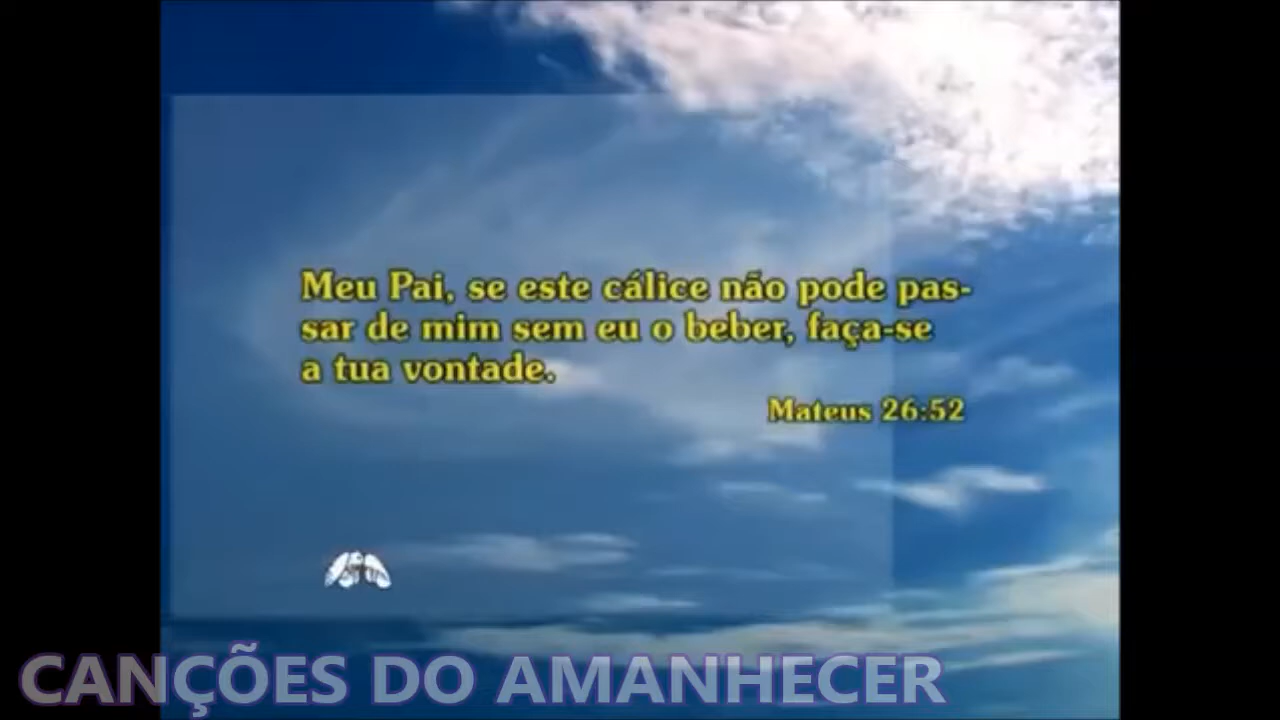 Meu Pai, se este cálice não pode pas-
sar de mim sem eu o beber, faça-se
a tua vontade.
Mateus 26:52
CANÇÕES DO AMANHECER